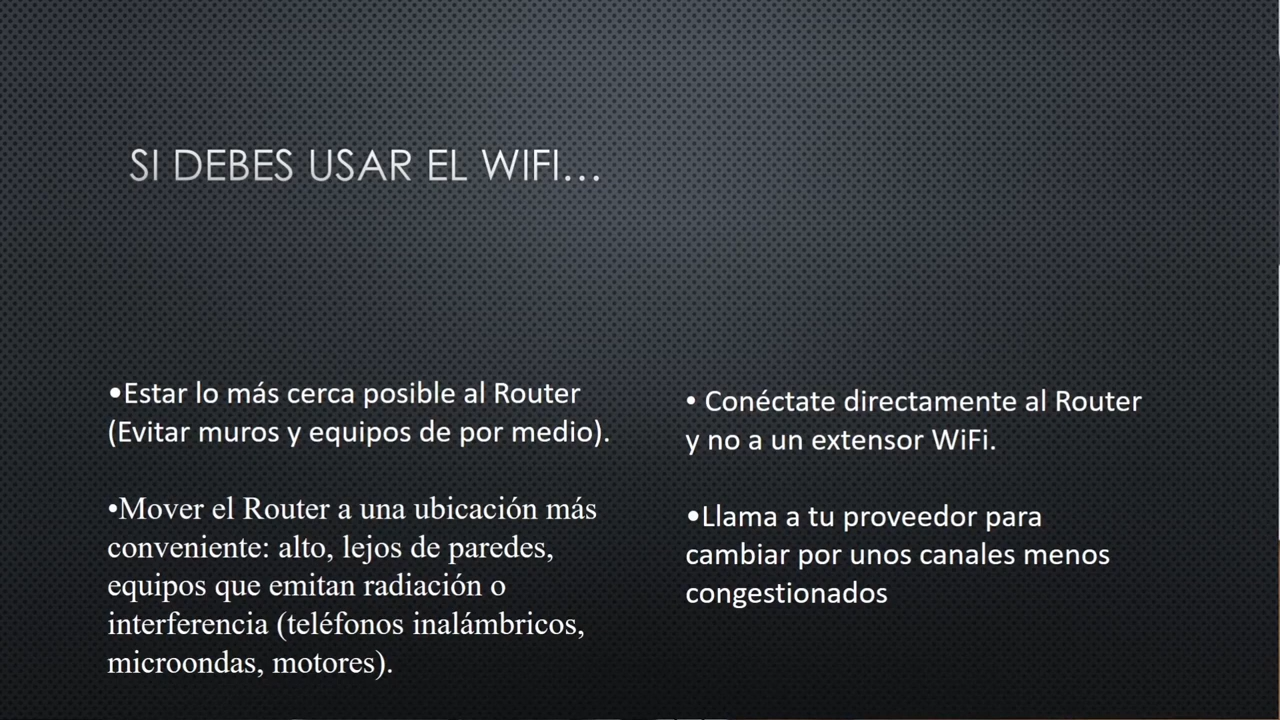 SI DEBES USAR EL WIFI…
•Estar lo más cerca posible al Router
(Evitar muros y equipos de por medio).
•Mover el Router a una ubicación más
conveniente: alto, lejos de paredes,
equipos que emitan radiación o
interferencia (teléfonos inalámbricos,
microondas, motores).
• Conéctate directamente al Router
y no a un extensor WiFi.
•Llama a tu proveedor para
cambiar por unos canales menos
congestionados